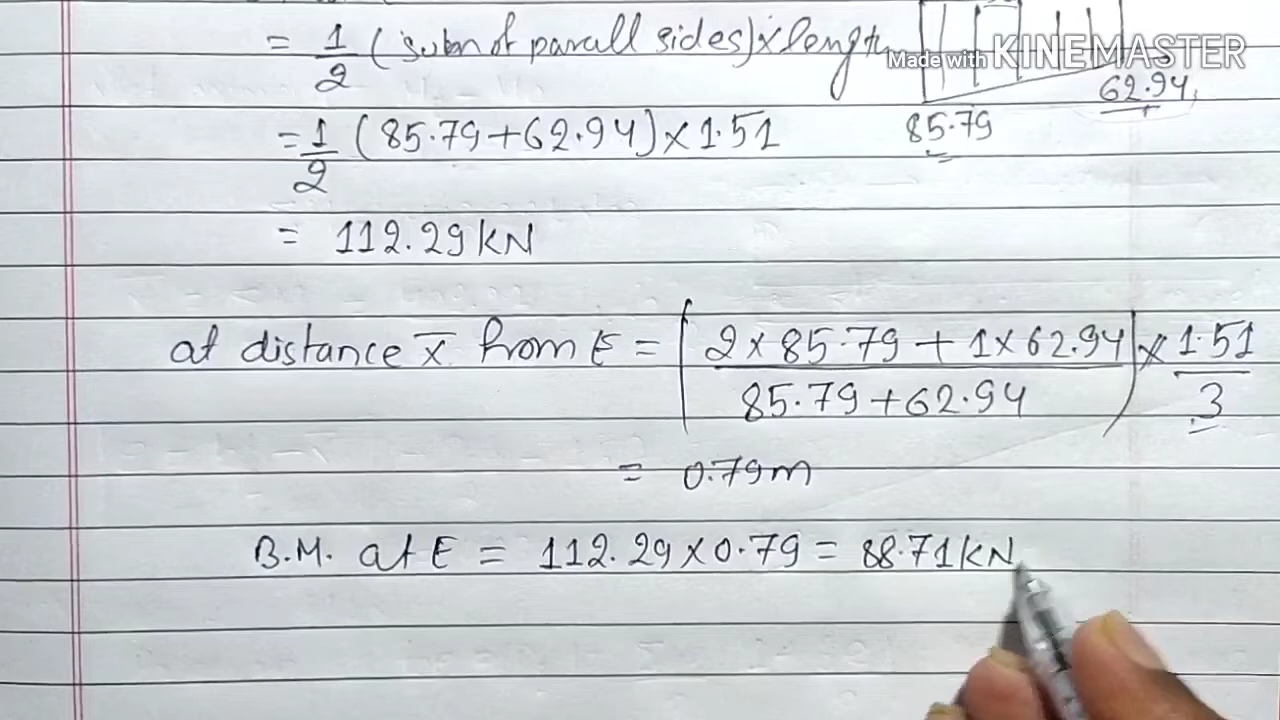 = 1/2 (sum of parall sides) x length
Made with KINEMASTER
62.94
= 1/2 (85.79 + 62.94) x 1.51
85.79
= 112.29 kN
at distance x̄ from E = (2 x 85.79 + 1 x 62.94 / 85.79 + 62.94) x 1.51/3
= 0.79m
B.M. at E = 112.29 x 0.79 = 88.71 kN